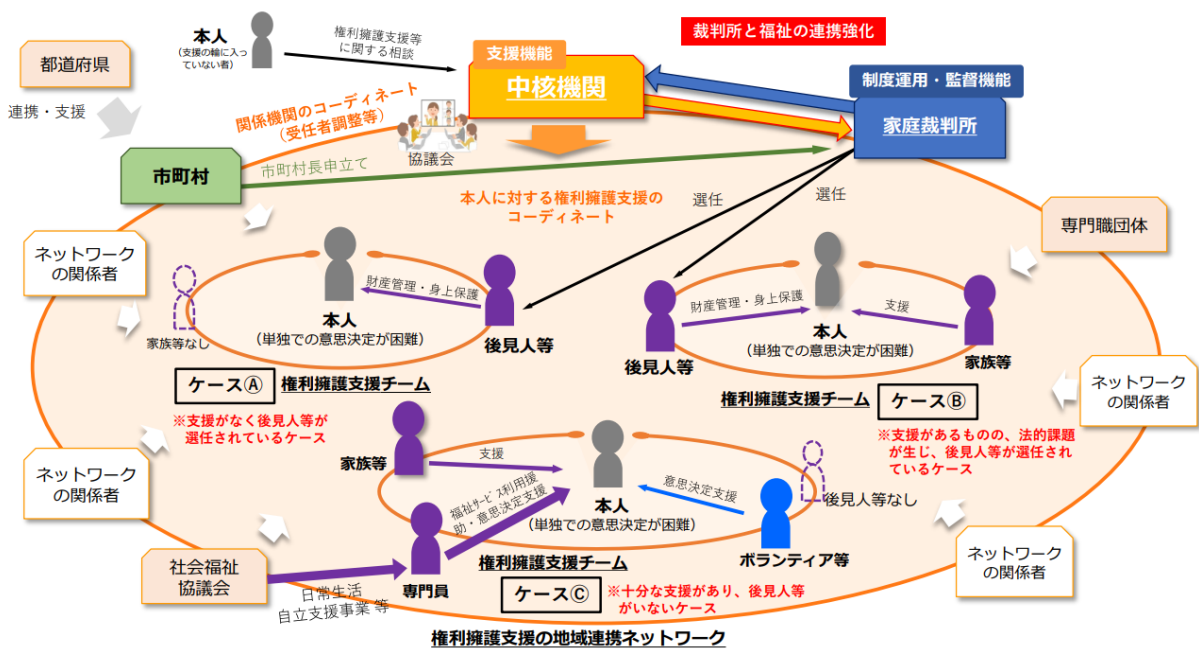 本人
（支援の輪に入っ
ていない者）
権利擁護支援等
に関する相談
裁判所と福祉の連携強化
都道府県
連携・支援
支援機能
中核機関
制度運用・監督機能
家庭裁判所
関係機関のコーディネート
（受任者調整等）
協議会
市町村
市町村長申立て
本人に対する権利擁護支援の
コーディネート
選任
選任
専門職団体
ネットワーク
の関係者
家族等なし
財産管理・身上保護
本人
（単独での意思決定が困難）
後見人等
ケースⒶ
権利擁護支援チーム
※支援がなく後見人等が
選任されているケース
後見人等
財産管理・身上保護
支援
本人
（単独での意思決定が困難）
家族等
権利擁護支援チーム
ケースⒷ
※支援があるものの、法的課題
が生じ、後見人等が選任され
ているケース
ネットワーク
の関係者
ネットワーク
の関係者
家族等
支援
福祉ｻｰﾋﾞｽ利用援
助・意思決定支援
本人
（単独での意思決定が困難）
意思決定支援
後見人等なし
ボランティア等
権利擁護支援チーム
ケースⒸ
※十分な支援があり、後見人等
がいないケース
社会福祉
協議会
日常生活
自立支援事業 等
専門員
ネットワーク
の関係者
権利擁護支援の地域連携ネットワーク